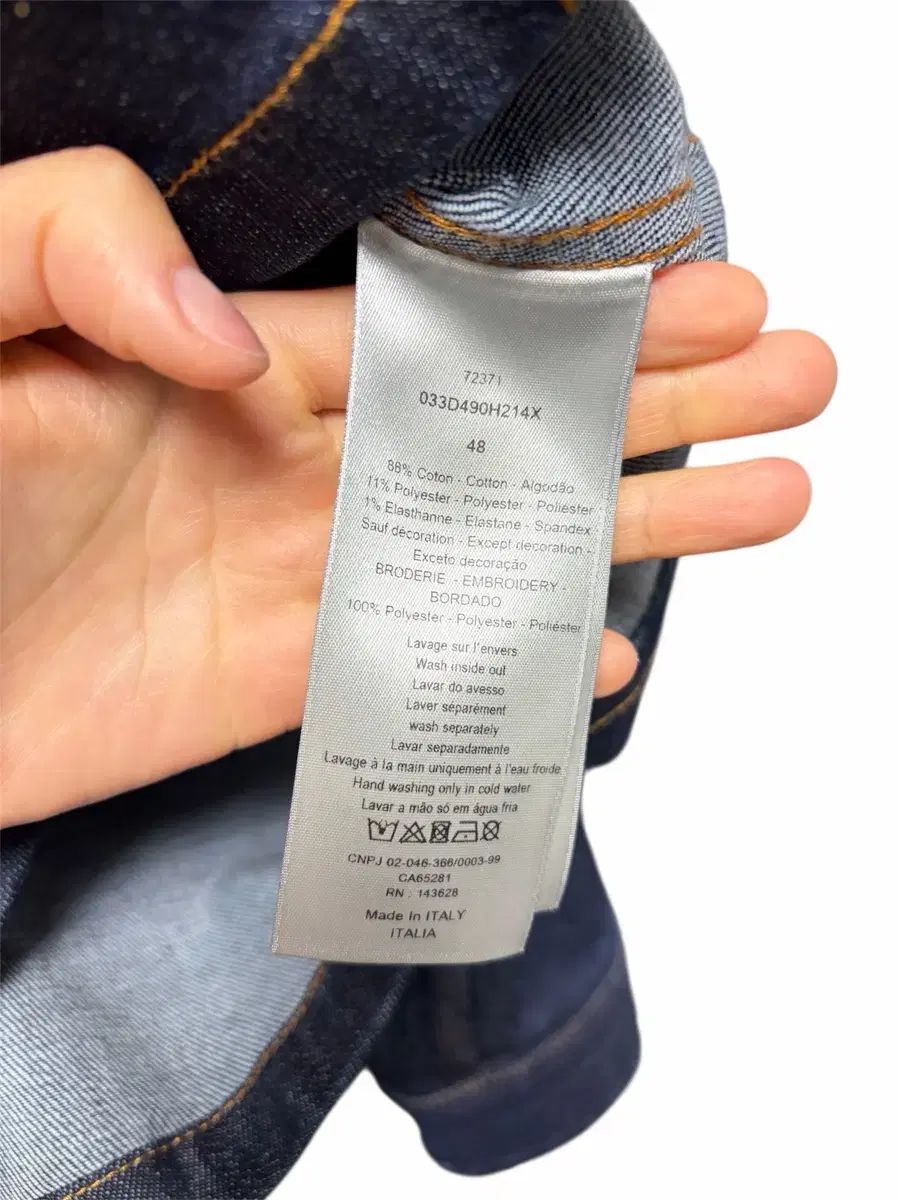 72371
033D490H214X
48
88% Coton - Cotton - Algodão
11% Polyester - Polyester - Poliéster
1% Elasthanne - Elastane - Spandex
Sauf décoration - Except decoration -
Exceto decoração
BRODERIE - EMBROIDERY -
BORDADO
100% Polyester - Polyester - Poliéster
Lavage sur l'envers
Wash inside out
Lavar do avesso
Laver séparément
wash separately
Lavar separadamente
Lavage à la main uniquement à l'eau froide
Hand washing only in cold water
Lavar a mão só em água fria
CNPJ 02-046-366/0003-99
CA65281
RN : 143628
Made In ITALY
ITALIA